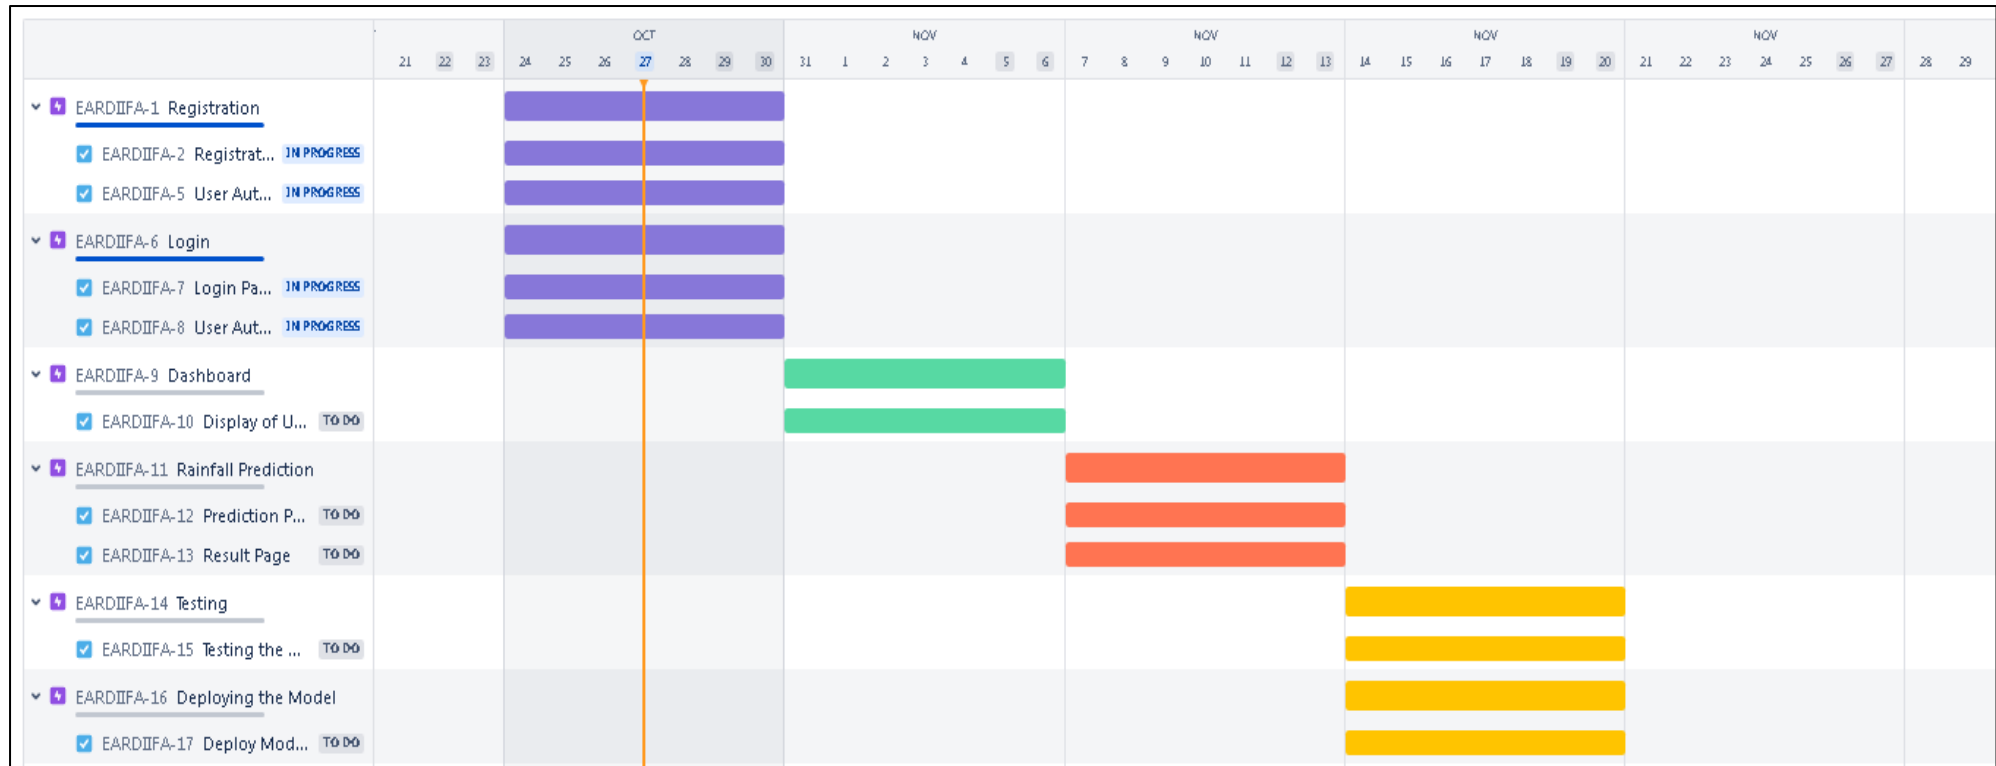 OCT NOV NOV NOV NOV
21 22 23 24 25 26 27 28 29 30 31 1 2 3 4 5 6 7 8 9 10 11 12 13 14 15 16 17 18 19 20 21 22 23 24 25 26 27 28 29
EARDIIFA-1 Registration
EARDIIFA-2 Registrat... IN PROGRESS
EARDIIFA-5 User Aut... IN PROGRESS
EARDIIFA-6 Login
EARDIIFA-7 Login Pa... IN PROGRESS
EARDIIFA-8 User Aut... IN PROGRESS
EARDIIFA-9 Dashboard
EARDIIFA-10 Display of U... TO DO
EARDIIFA-11 Rainfall Prediction
EARDIIFA-12 Prediction P... TO DO
EARDIIFA-13 Result Page TO DO
EARDIIFA-14 Testing
EARDIIFA-15 Testing the ... TO DO
EARDIIFA-16 Deploying the Model
EARDIIFA-17 Deploy Mod... TO DO